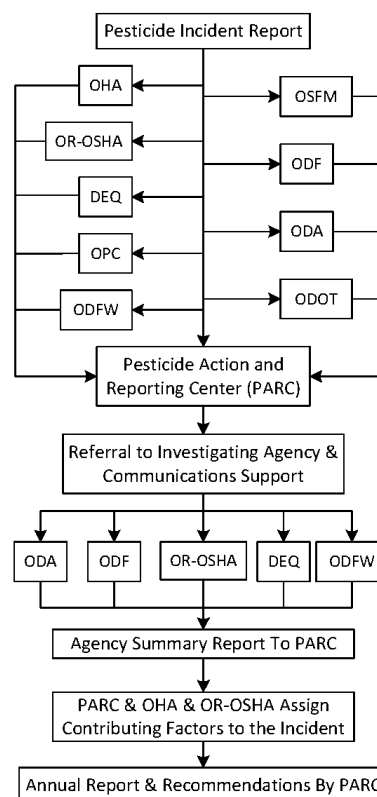 Pesticide Incident Report
OHA
OSFM
OR-OSHA
ODF
DEQ
ODA
OPC
ODOT
ODFW
Pesticide Action and
Reporting Center (PARC)
Referral to Investigating Agency &
Communications Support
ODA
ODF
OR-OSHA
DEQ
ODFW
Agency Summary Report To PARC
PARC & OHA & OR-OSHA Assign
Contributing Factors to the Incident
Annual Report & Recommendations By PARC